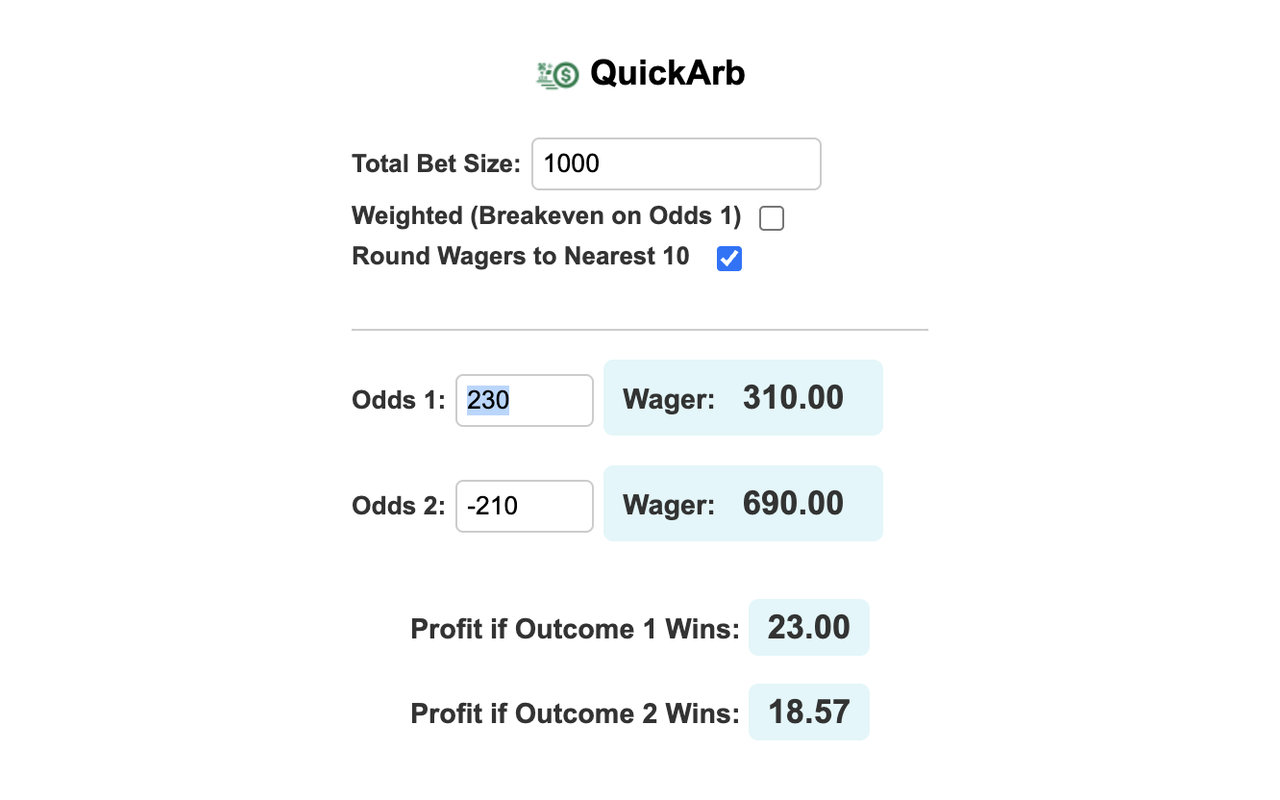 QuickArb
Total Bet Size: 1000
Weighted (Breakeven on Odds 1)
Round Wagers to Nearest 10
Odds 1: 230 Wager: 310.00
Odds 2: -210 Wager: 690.00
Profit if Outcome 1 Wins: 23.00
Profit if Outcome 2 Wins: 18.57